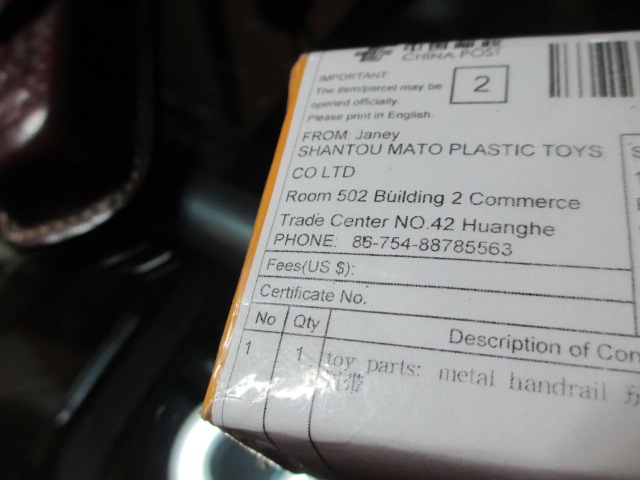 中国邮政
CHINA POST
IMPORTANT:
The item/parcel may be
opened officially.
Please print in English.
2
FROM: Janey
SHANTOU MATO PLASTIC TOYS
CO LTD
Room 502 Building 2 Commerce
Trade Center NO.42 Huanghe
PHONE: 86-754-88785563
Fees(US $):
Certificate No.
No Qty Description of Con
1 1 toy parts: metal handrail
带